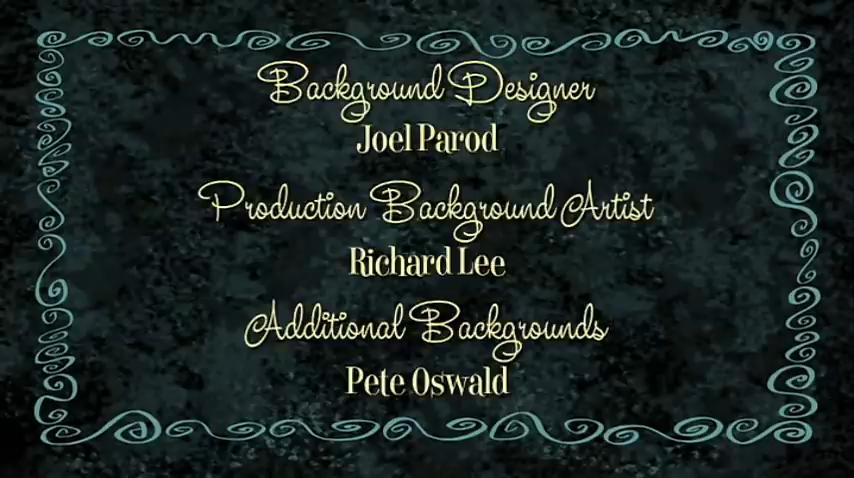 Background Designer
Joel Parod
Production Background Artist
Richard Lee
Additional Backgrounds
Pete Oswald